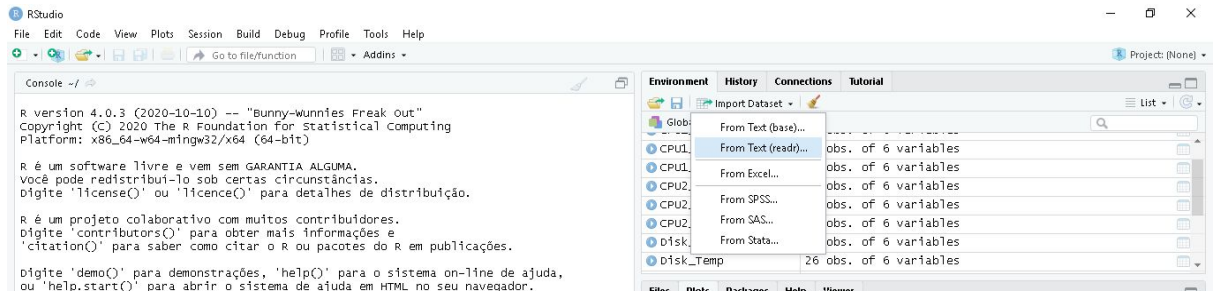 RStudio
File Edit Code View Plots Session Build Debug Profile Tools Help
Go to file/function Addins Project: (None)
Console ~/
R version 4.0.3 (2020-10-10) -- "Bunny-Wunnies Freak Out"
Copyright (C) 2020 The R Foundation for Statistical Computing
Platform: x86_64-w64-mingw32/x64 (64-bit)
R é um software livre e vem sem GARANTIA ALGUMA.
Você pode redistribuí-lo sob certas circunstâncias.
Digite 'license()' ou 'licence()' para detalhes de distribuição.
R é um projeto colaborativo com muitos contribuidores.
Digite 'contributors()' para obter mais informações e
'citation()' para saber como citar o R ou pacotes do R em publicações.
Digite 'demo()' para demonstrações, 'help()' para o sistema on-line de ajuda,
ou 'help.start()' para abrir o sistema de ajuda em HTML no seu navegador.
Environment History Connections Tutorial
Import Dataset List
Globa
From Text (base)...
From Text (readr)...
From Excel...
From SPSS...
From SAS...
From Stata...
CPU1_ obs. of 6 variables
CPU1_ obs. of 6 variables
CPU2_ obs. of 6 variables
CPU2_ obs. of 6 variables
CPU2_ obs. of 6 variables
Disk_ obs. of 6 variables
Disk_Temp 26 obs. of 6 variables
Files Plots Packages Help Viewer